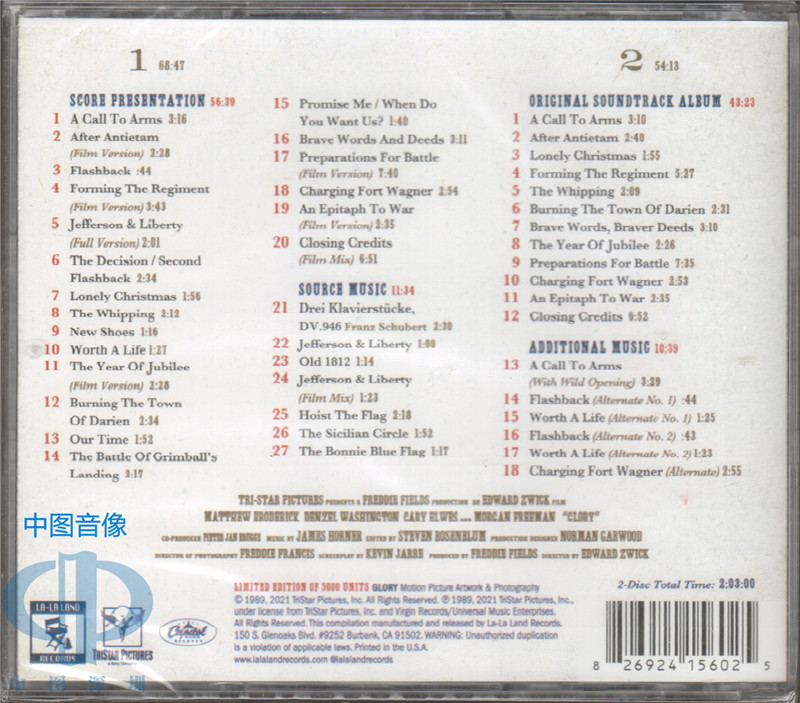 1 68:47
SCORE PRESENTATION 56:39
1 A Call To Arms 3:16
2 After Antietam
(Film Version) 2:28
3 Flashback :44
4 Forming The Regiment
(Film Version) 3:43
5 Jefferson & Liberty
(Full Version) 2:01
6 The Decision / Second
Flashback 2:34
7 Lonely Christmas 1:56
8 The Whipping 2:12
9 New Shoes 1:16
10 Worth A Life 1:27
11 The Year Of Jubilee
(Film Version) 2:28
12 Burning The Town
Of Darien 2:34
13 Our Time 1:52
14 The Battle Of Grimball's
Landing 3:17
15 Promise Me / When Do
You Want Us? 1:40
16 Brave Words And Deeds 3:11
17 Preparations For Battle
(Film Version) 7:40
18 Charging Fort Wagner 2:54
19 An Epitaph To War
(Film Version) 2:35
20 Closing Credits
(Film Mix) 6:51
SOURCE MUSIC 11:34
21 Drei Klavierstücke,
DV.946 Franz Schubert 2:30
22 Jefferson & Liberty 1:00
23 Old 1812 1:14
24 Jefferson & Liberty
(Film Mix) 1:23
25 Hoist The Flag 2:18
26 The Sicilian Circle 1:52
27 The Bonnie Blue Flag 1:17
2 54:13
ORIGINAL SOUNDTRACK ALBUM 43:23
1 A Call To Arms 3:10
2 After Antietam 2:40
3 Lonely Christmas 1:55
4 Forming The Regiment 5:27
5 The Whipping 2:09
6 Burning The Town Of Darien 2:31
7 Brave Words, Braver Deeds 3:10
8 The Year Of Jubilee 2:26
9 Preparations For Battle 7:35
10 Charging Fort Wagner 2:53
11 An Epitaph To War 2:35
12 Closing Credits 6:52
ADDITIONAL MUSIC 10:39
13 A Call To Arms
(With Wild Opening) 3:29
14 Flashback (Alternate No. 1) :44
15 Worth A Life (Alternate No. 1) 1:25
16 Flashback (Alternate No. 2) :43
17 Worth A Life (Alternate No. 2) 1:23
18 Charging Fort Wagner (Alternate) 2:55
TRI-STAR PICTURES PRESENTS A FREDDIE FIELDS PRODUCTION AN EDWARD ZWICK FILM
MATTHEW BRODERICK DENZEL WASHINGTON CARY ELWES AND MORGAN FREEMAN "GLORY"
CO-PRODUCER PIETER JAN BRUGGE MUSIC BY JAMES HORNER EDITED BY STEVEN ROSENBLUM PRODUCTION DESIGNER NORMAN GARWOOD
DIRECTOR OF PHOTOGRAPHY FREDDIE FRANCIS SCREENPLAY BY KEVIN JARRE PRODUCED BY FREDDIE FIELDS DIRECTED BY EDWARD ZWICK
中图音像
LIMITED EDITION OF 5000 UNITS GLORY Motion Picture Artwork & Photography
© 1989, 2021 TriStar Pictures, Inc. All Rights Reserved. ℗ 1989, 2021 TriStar Pictures, Inc.,
under license from TriStar Pictures, Inc. and Virgin Records/Universal Music Enterprises.
All Rights Reserved. This compilation manufactured and released by La-La Land Records.
150 S. Glenoaks Blvd. #9252 Burbank, CA 91502. WARNING: Unauthorized duplication
is a violation of applicable laws. Printed in the U.S.A.
www.lalalandrecords.com @lalalandrecords
2-Disc Total Time: 2:03:00
LA-LA LAND
RECORDS
TRISTAR PICTURES
Capitol
RECORDS
8 26924 15602 5
中图深圳